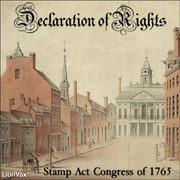 Declaration of Rights
Stamp Act Congress of 1765
LibriVox